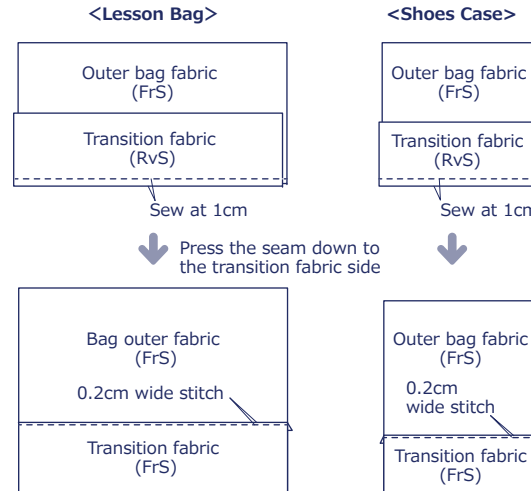 <Lesson Bag>
Outer bag fabric
(FrS)
Transition fabric
(RvS)
Sew at 1cm
<Shoes Case>
Outer bag fabric
(FrS)
Transition fabric
(RvS)
Sew at 1cm
Press the seam down to
the transition fabric side
Bag outer fabric
(FrS)
0.2cm wide stitch
Transition fabric
(FrS)
Outer bag fabric
(FrS)
0.2cm
wide stitch
Transition fabric
(FrS)